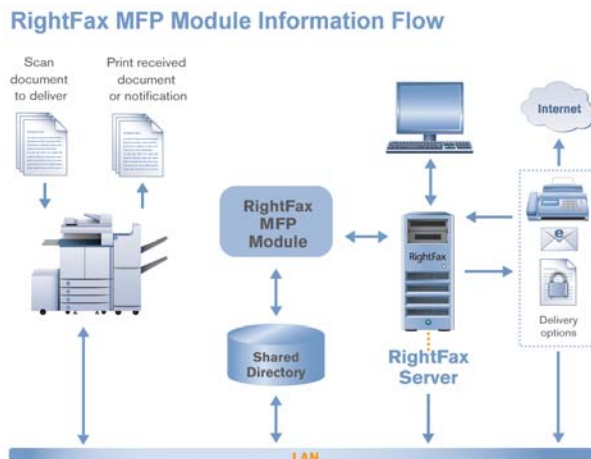 RightFax MFP Module Information Flow
Scan
document
to deliver
Print received
document
or notification
Internet
RightFax
MFP
Module
RightFax
Shared
Directory
RightFax
Server
Delivery
options
LAN